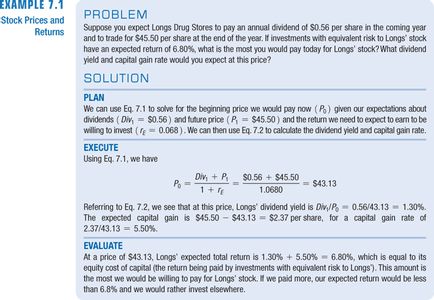 EXAMPLE 7.1
Stock Prices and
Returns
PROBLEM
Suppose you expect Longs Drug Stores to pay an annual dividend of $0.56 per share in the coming year
and to trade for $45.50 per share at the end of the year. If investments with equivalent risk to Longs' stock
have an expected return of 6.80%, what is the most you would pay today for Longs' stock? What dividend
yield and capital gain rate would you expect at this price?
SOLUTION
PLAN
We can use Eq. 7.1 to solve for the beginning price we would pay now (P₀) given our expectations about
dividends (Div₁ = $0.56) and future price (P₁ = $45.50) and the return we need to expect to earn to be
willing to invest (r_E = 0.068). We can then use Eq. 7.2 to calculate the dividend yield and capital gain rate.
EXECUTE
Using Eq. 7.1, we have
P₀ = (Div₁ + P₁) / (1 + r_E) = ($0.56 + $45.50) / 1.0680 = $43.13
Referring to Eq. 7.2, we see that at this price, Longs' dividend yield is Div₁/P₀ = 0.56/43.13 = 1.30%.
The expected capital gain is $45.50 − $43.13 = $2.37 per share, for a capital gain rate of
2.37/43.13 = 5.50%.
EVALUATE
At a price of $43.13, Longs' expected total return is 1.30% + 5.50% = 6.80%, which is equal to its
equity cost of capital (the return being paid by investments with equivalent risk to Longs'). This amount is
the most we would be willing to pay for Longs' stock. If we paid more, our expected return would be less
than 6.8% and we would rather invest elsewhere.